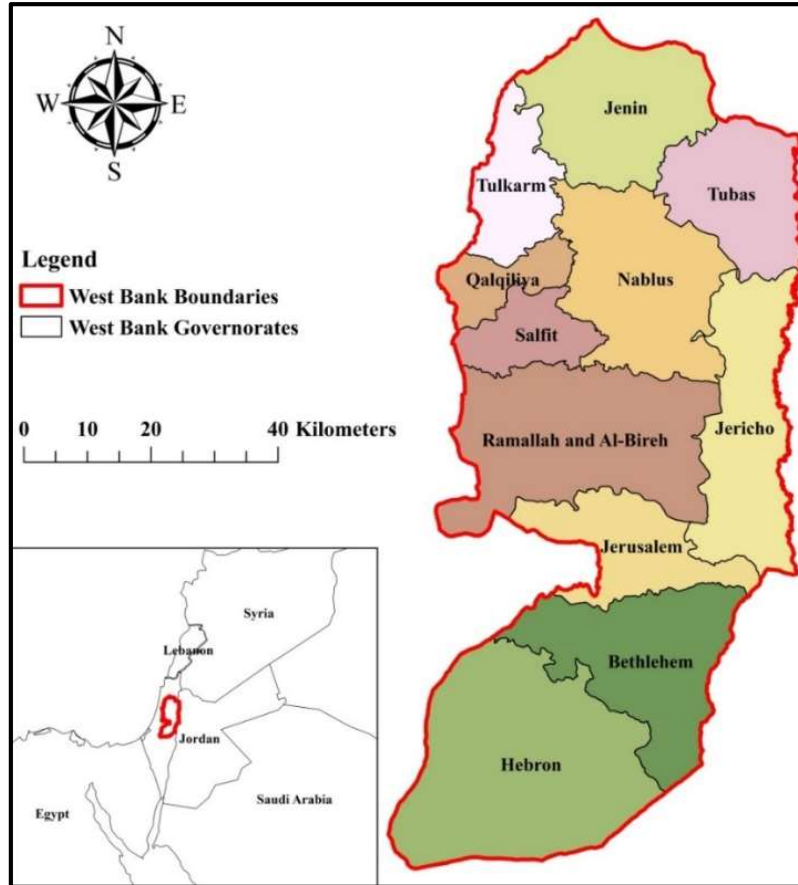 N
W E
S
Legend
West Bank Boundaries
West Bank Governorates
0 10 20 40 Kilometers
Jenin
Tulkarm
Tubas
Qalqiliya
Nablus
Salfit
Ramallah and Al-Bireh
Jericho
Jerusalem
Bethlehem
Hebron
Syria
Lebanon
Jordan
Egypt
Saudi Arabia